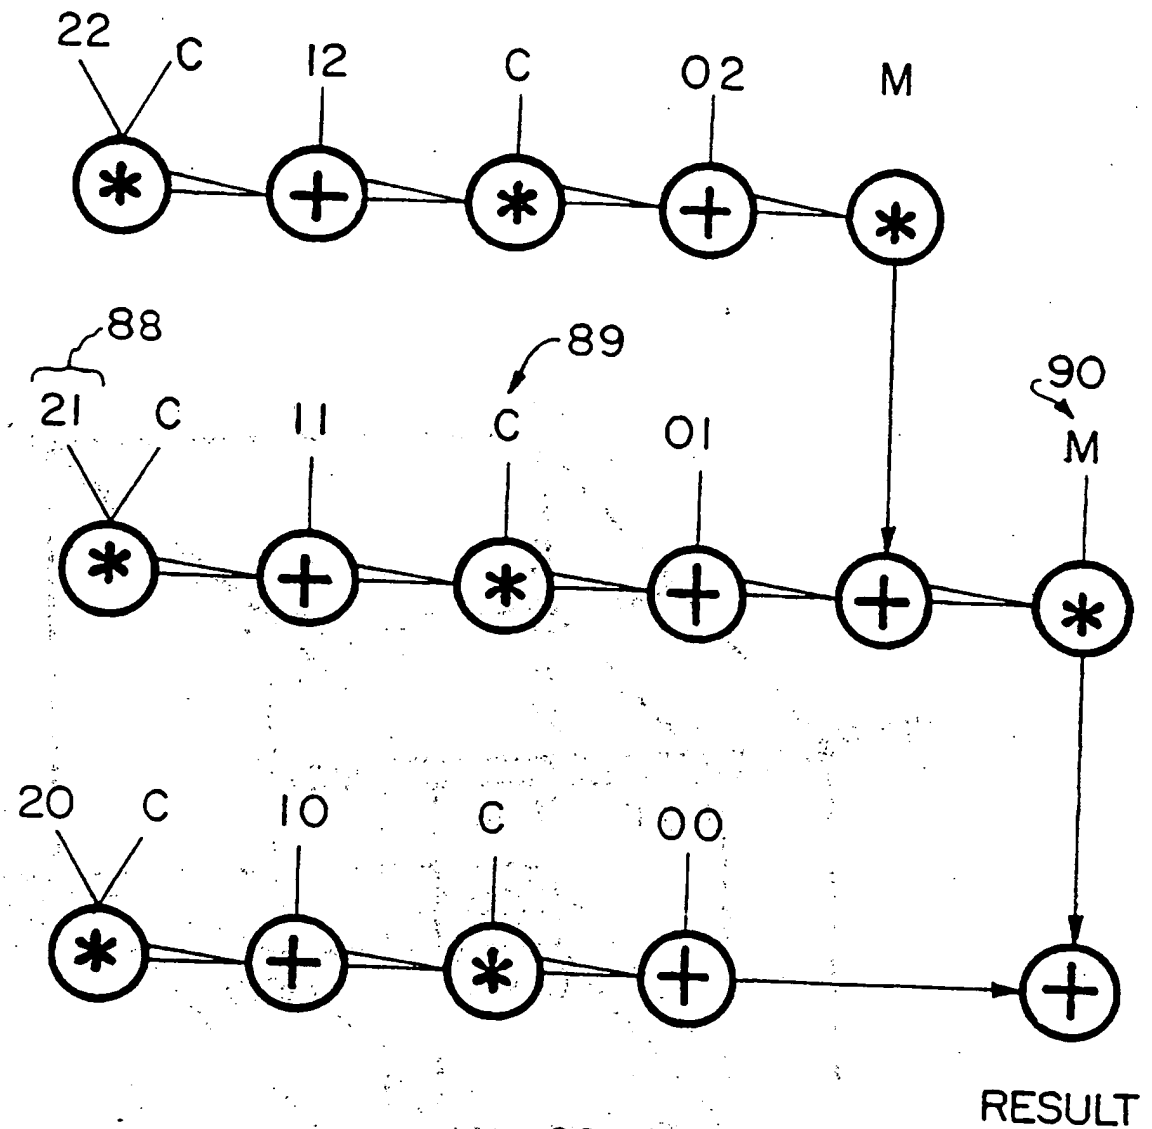 22 C 12 C 02 M
* + * + *
88 89 90
21 C 11 C 01 M
* + * + + *
20 C 10 C 00
* + * + +
RESULT